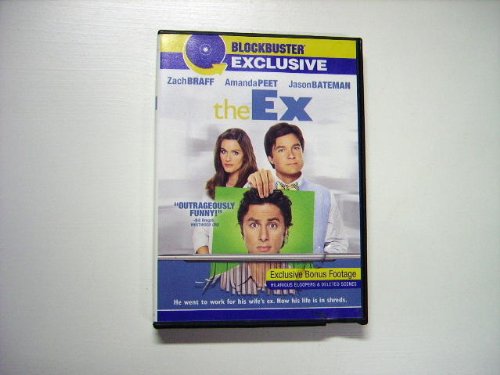 BLOCKBUSTER
EXCLUSIVE
ZachBRAFF AmandaPEET JasonBATEMAN
the Ex
"OUTRAGEOUSLY
FUNNY!"
Exclusive Bonus Footage
HILARIOUS BLOOPERS & DELETED SCENES
He went to work for his wife's ex. Now his life is in shreds.